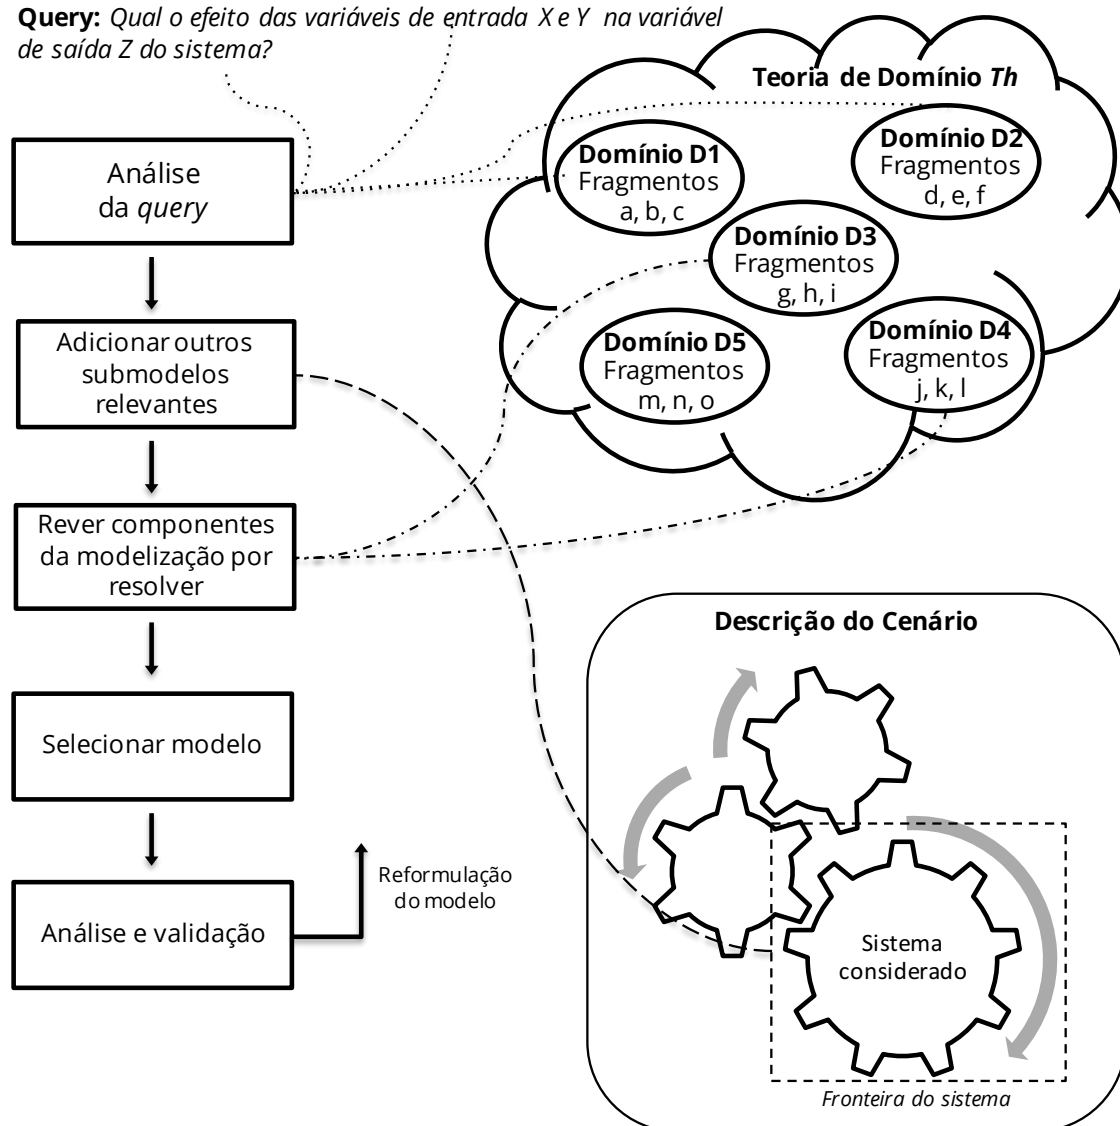 Query: Qual o efeito das variáveis de entrada X e Y na variável
de saída Z do sistema?
Teoria de Domínio Th
Domínio D1
Fragmentos
a, b, c
Domínio D2
Fragmentos
d, e, f
Domínio D3
Fragmentos
g, h, i
Domínio D5
Fragmentos
m, n, o
Domínio D4
Fragmentos
j, k, l
Análise
da query
Adicionar outros
submodelos
relevantes
Rever componentes
da modelização por
resolver
Selecionar modelo
Análise e validação
Reformulação
do modelo
Descrição do Cenário
Sistema
considerado
Fronteira do sistema